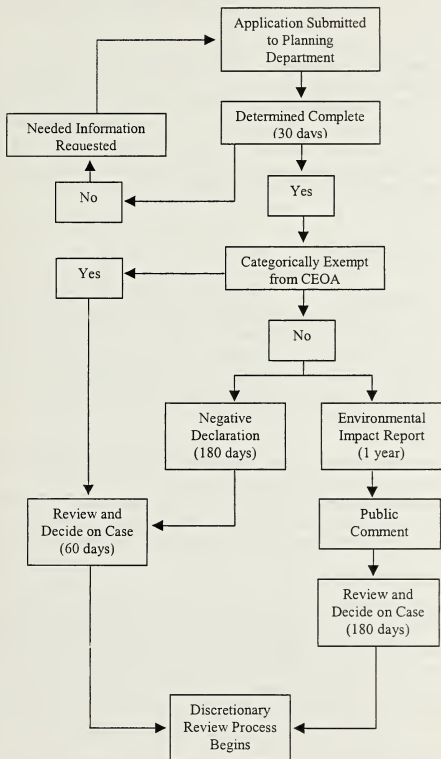 Application Submitted
to Planning
Department
Needed Information
Requested
Determined Complete
(30 days)
No
Yes
Yes
Categorically Exempt
from CEOA
No
Negative
Declaration
(180 days)
Environmental
Impact Report
(1 year)
Review and
Decide on Case
(60 days)
Public
Comment
Review and
Decide on Case
(180 days)
Discretionary
Review Process
Begins